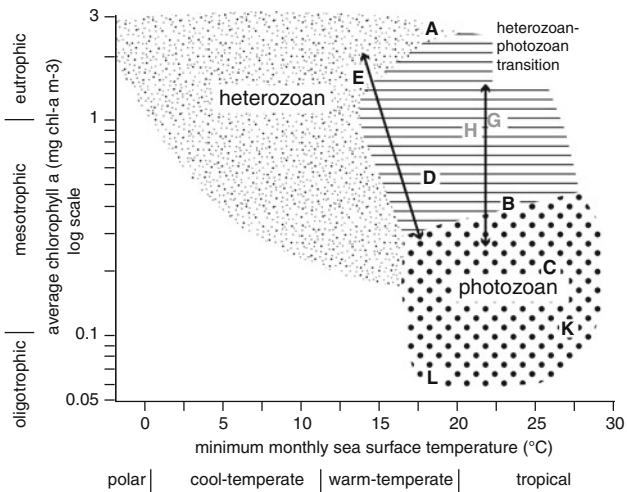 3
1
0.1
0.05
eutrophic
mesotrophic
oligotrophic
average chlorophyll a (mg chl-a m-3)
log scale
A
heterozoan-
photozoan
transition
E
heterozoan
H
G
D
B
C
photozoan
K
L
0 5 10 15 20 25 30
minimum monthly sea surface temperature (°C)
polar cool-temperate warm-temperate tropical